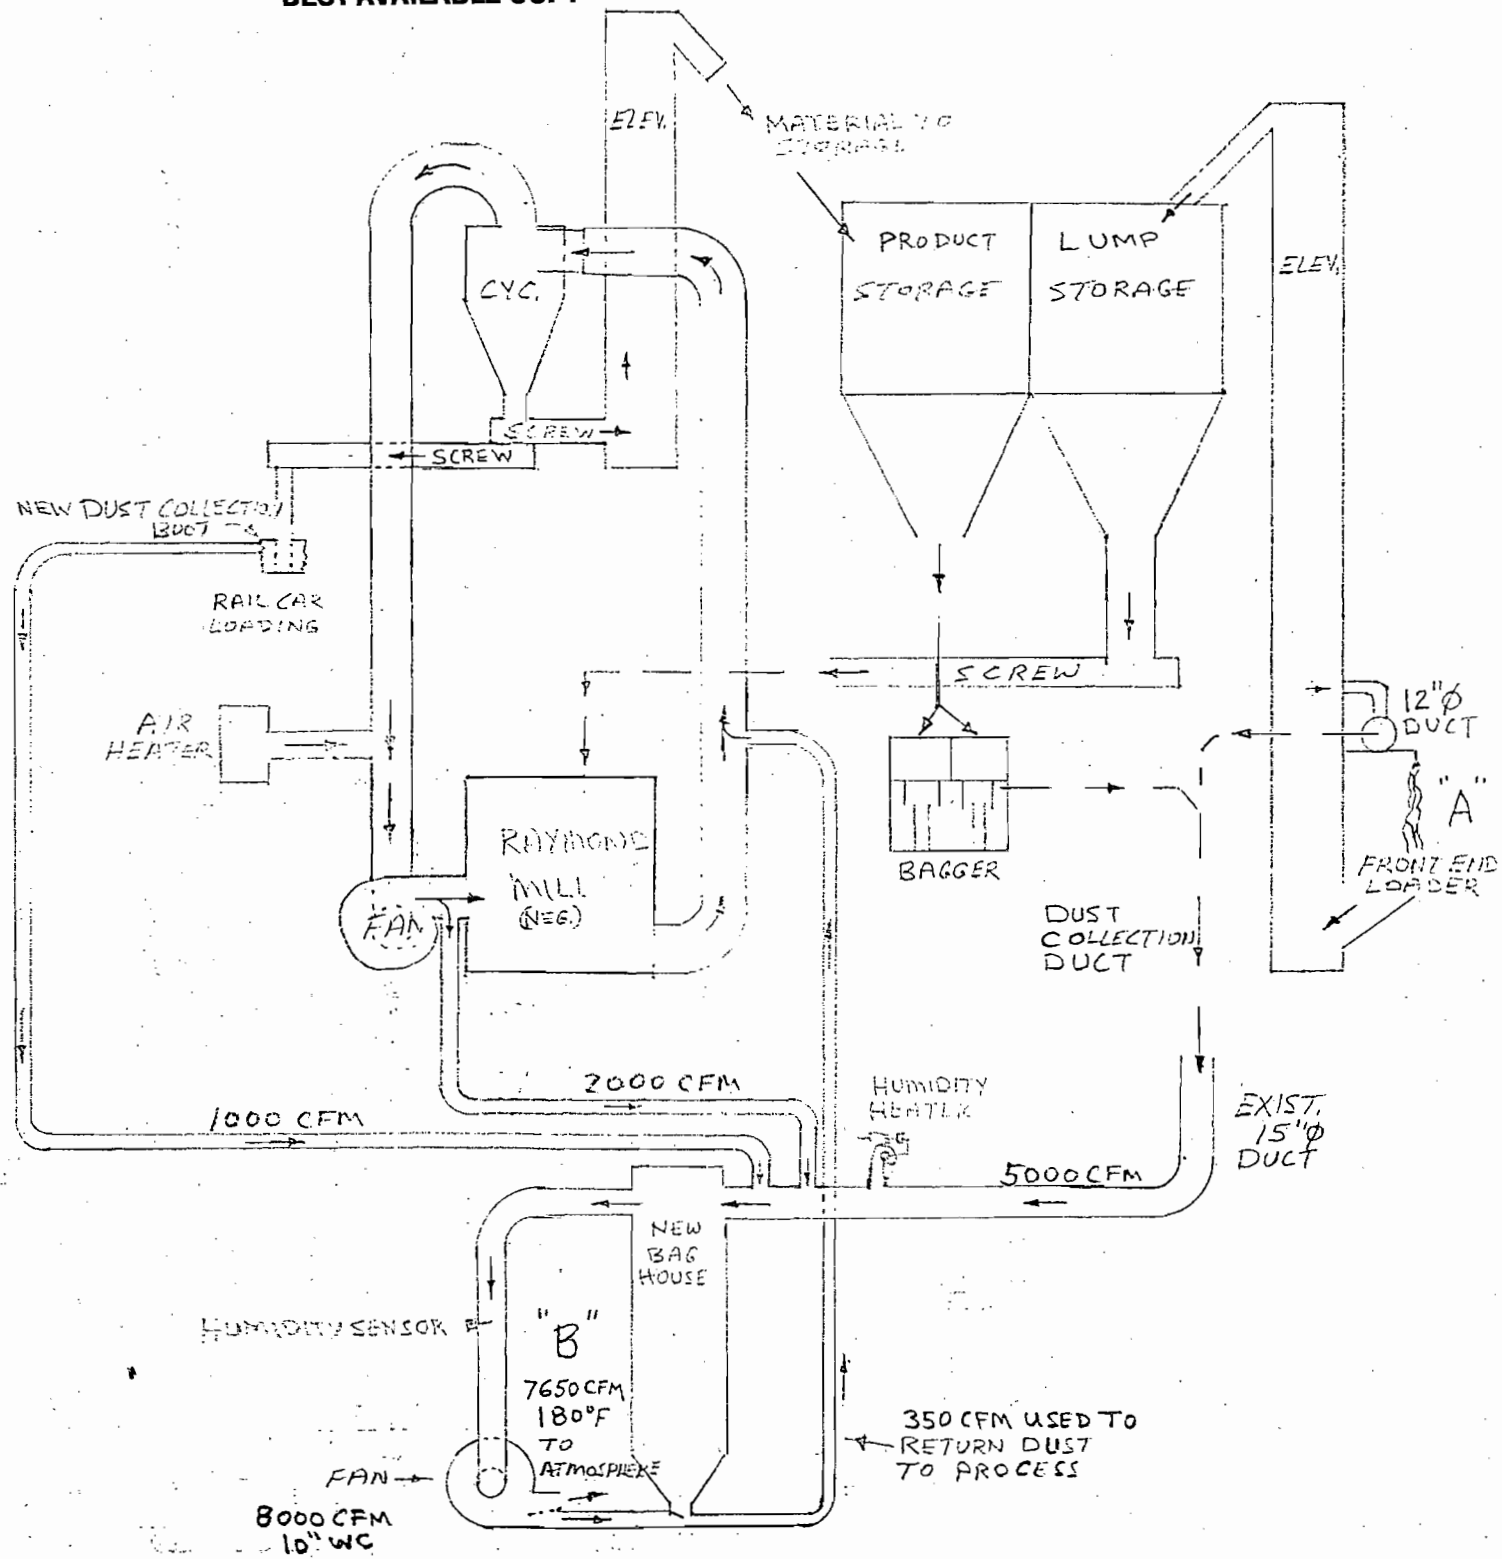 BEST AVAILABLE COPY
ELEV.
MATERIAL TO
STORAGE
PRODUCT
STORAGE
LUMP
STORAGE
ELEV.
CYC.
SCREW
SCREW
NEW DUST COLLECTION
BOOT
RAIL CAR
LOADING
SCREW
AIR
HEATER
12"Ø
DUCT
"A"
RAYMOND
MILL
(NEG.)
FAN
BAGGER
FRONT END
LOADER
DUST
COLLECTION
DUCT
2000 CFM
HUMIDITY
HEATER
1000 CFM
EXIST.
15"Ø
DUCT
5000 CFM
NEW
BAG
HOUSE
HUMIDITY SENSOR
"B"
7650 CFM
180°F
TO
ATMOSPHERE
350 CFM USED TO
RETURN DUST
TO PROCESS
FAN
8000 CFM
10" WC